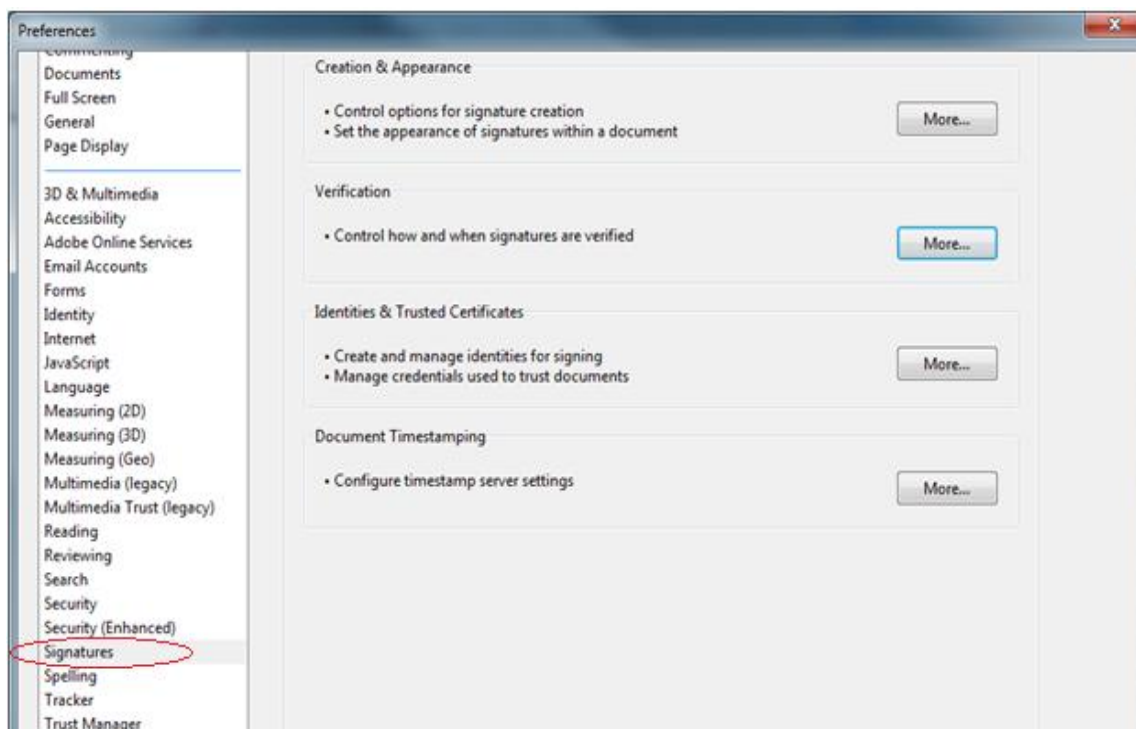 Preferences
Commenting
Documents
Full Screen
General
Page Display
3D & Multimedia
Accessibility
Adobe Online Services
Email Accounts
Forms
Identity
Internet
JavaScript
Language
Measuring (2D)
Measuring (3D)
Measuring (Geo)
Multimedia (legacy)
Multimedia Trust (legacy)
Reading
Reviewing
Search
Security
Security (Enhanced)
Signatures
Spelling
Tracker
Trust Manager
Creation & Appearance
• Control options for signature creation
• Set the appearance of signatures within a document
More...
Verification
• Control how and when signatures are verified
More...
Identities & Trusted Certificates
• Create and manage identities for signing
• Manage credentials used to trust documents
More...
Document Timestamping
• Configure timestamp server settings
More...